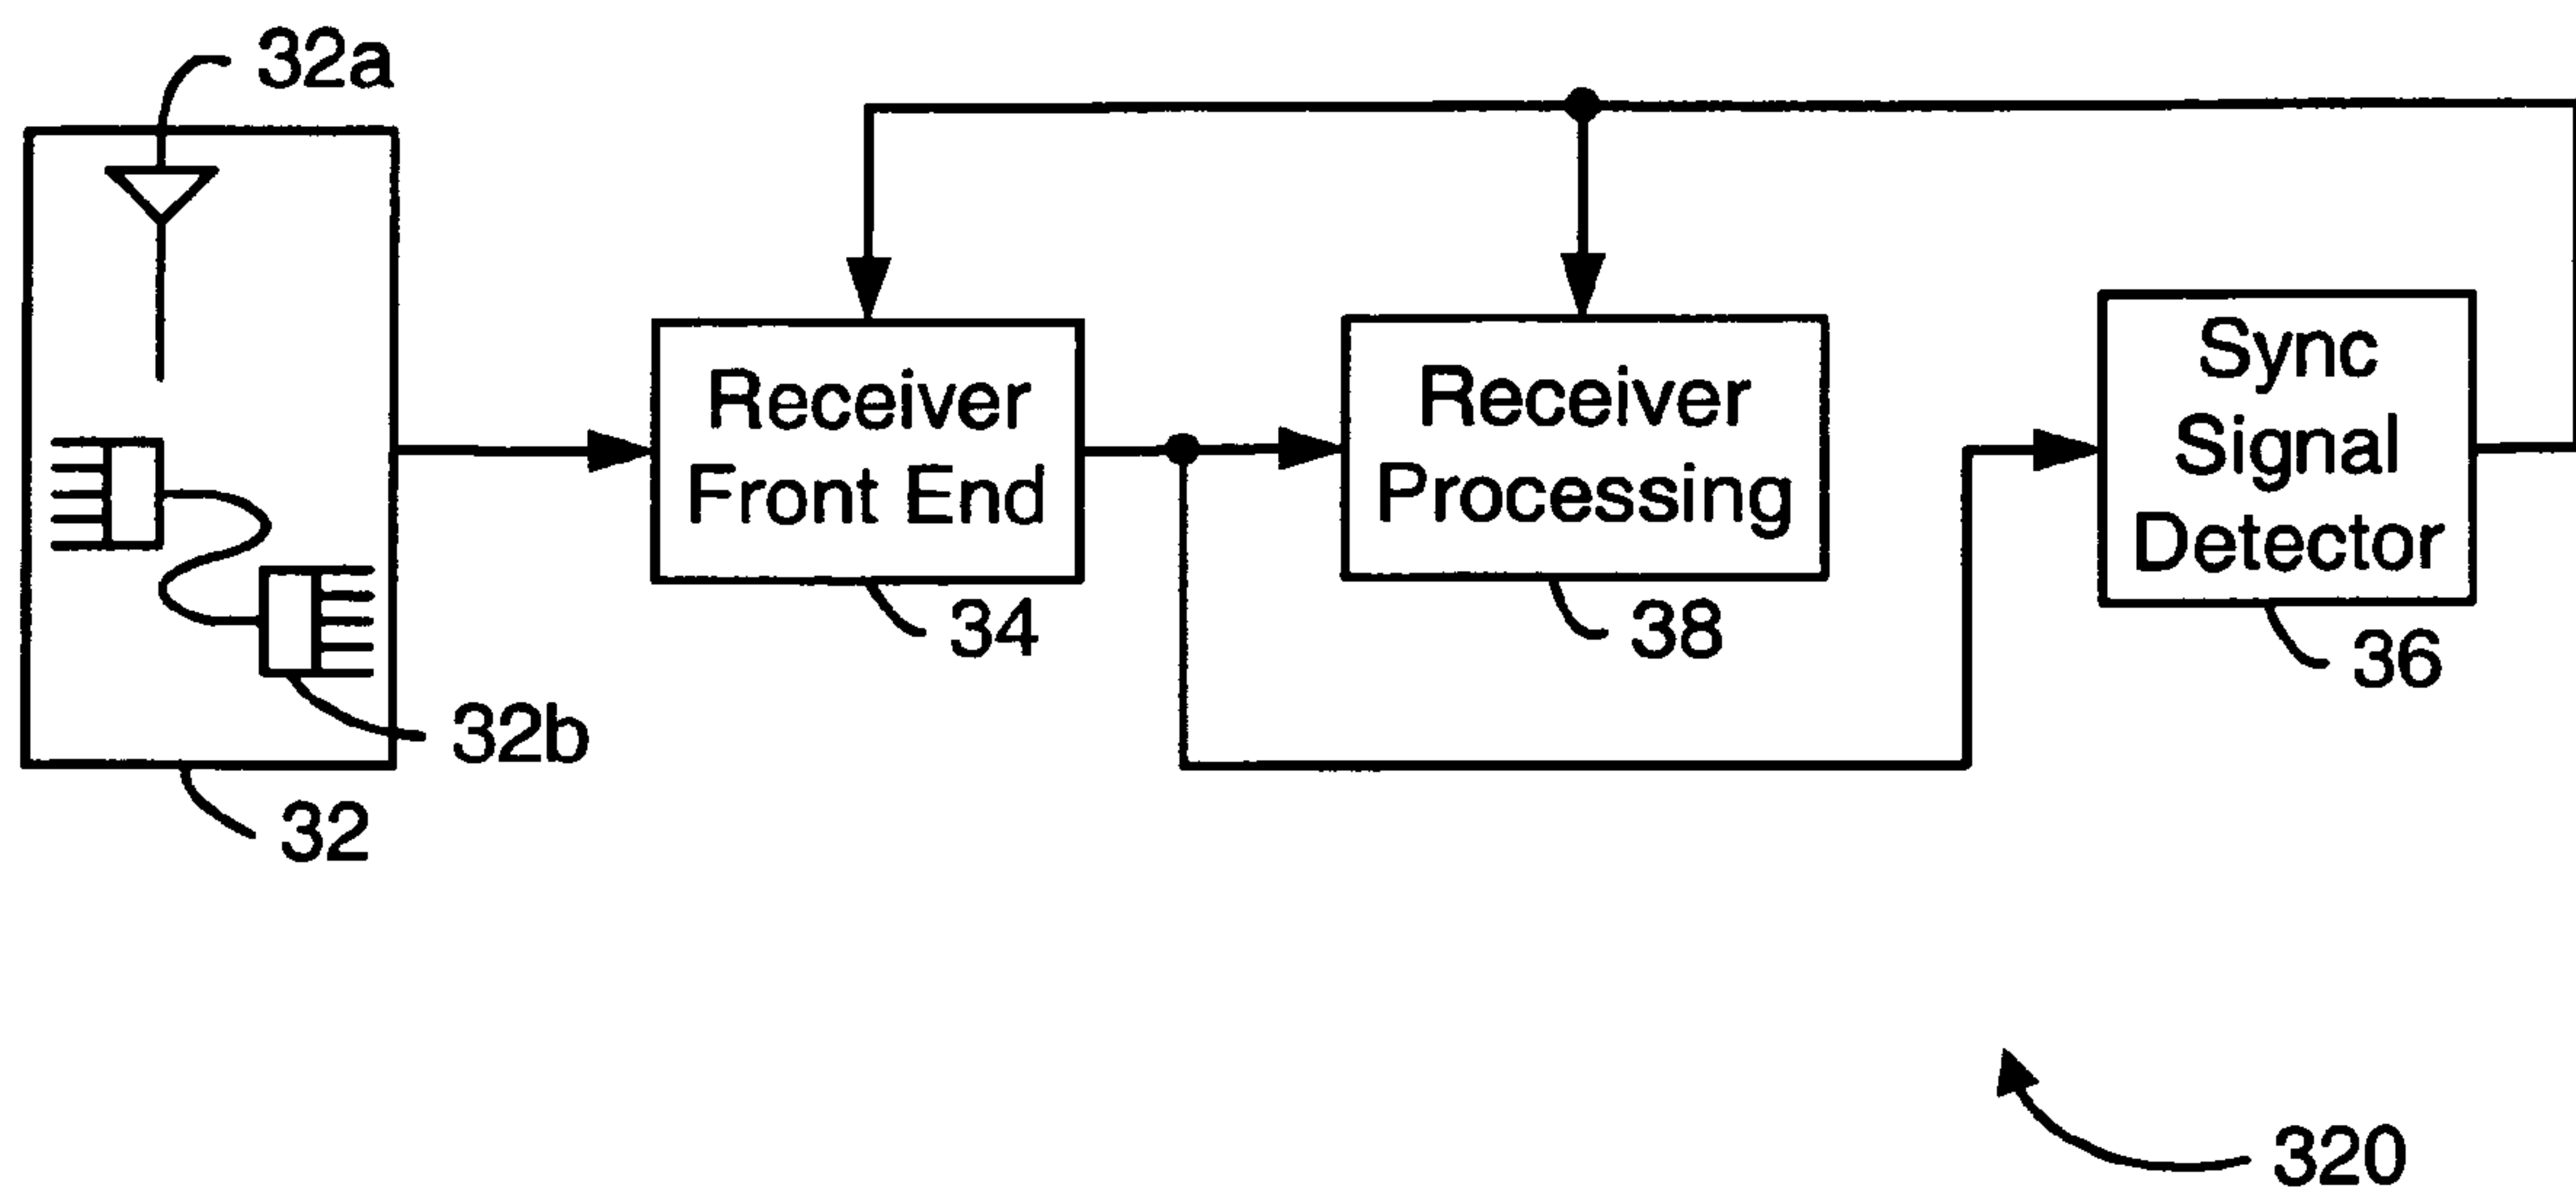 32a
Receiver
Front End
34
Receiver
Processing
38
Sync
Signal
Detector
36
32b
32
320